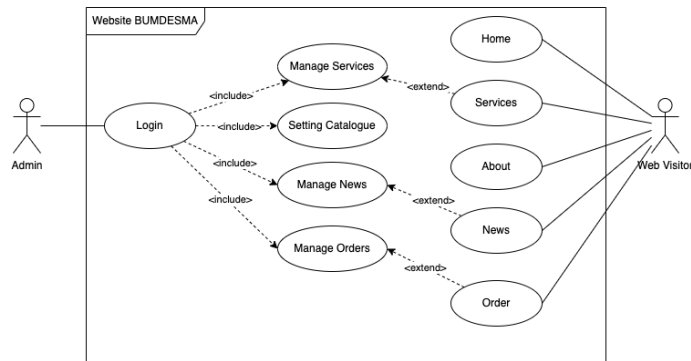 Website BUMDESMA
Home
Manage Services
<extend>
Services
<include>
Login
<include>
Setting Catalogue
Admin
About
Web Visitor
<include>
Manage News
<include>
<extend>
News
Manage Orders
<extend>
Order